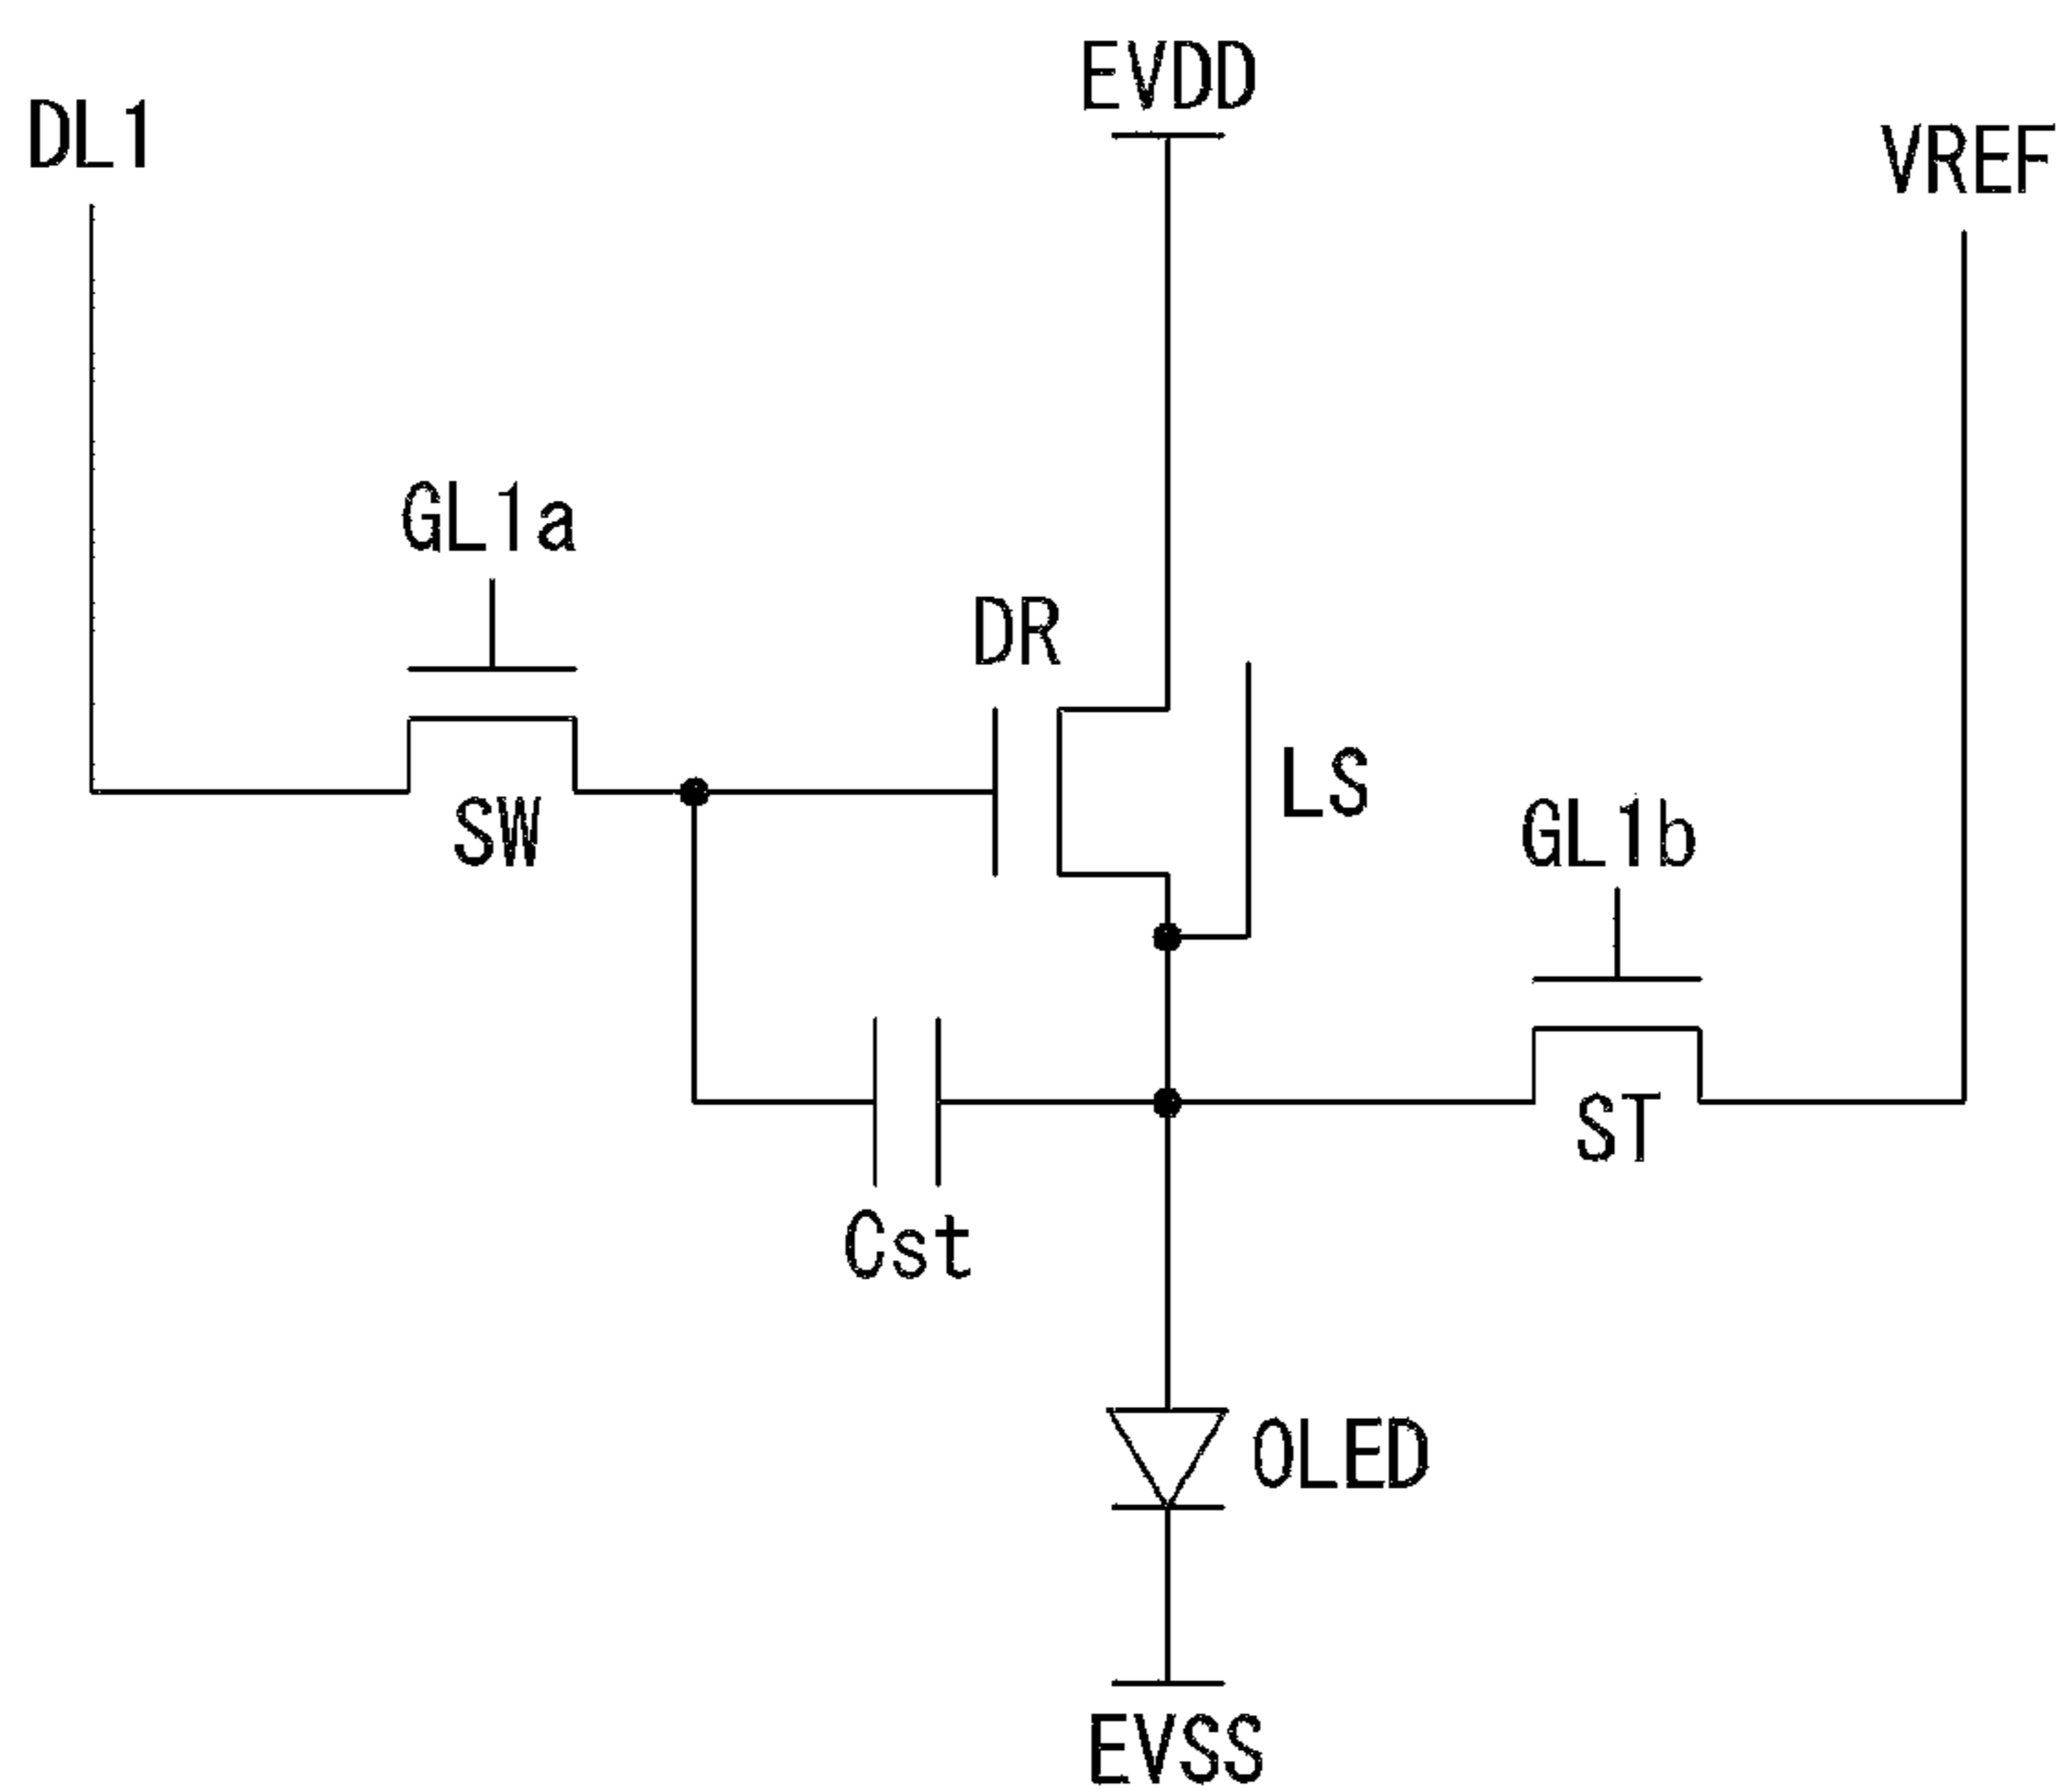 EVDD
DL1
VREF
GL1a
DR
LS
SW
GL1b
ST
Cst
OLED
EVSS